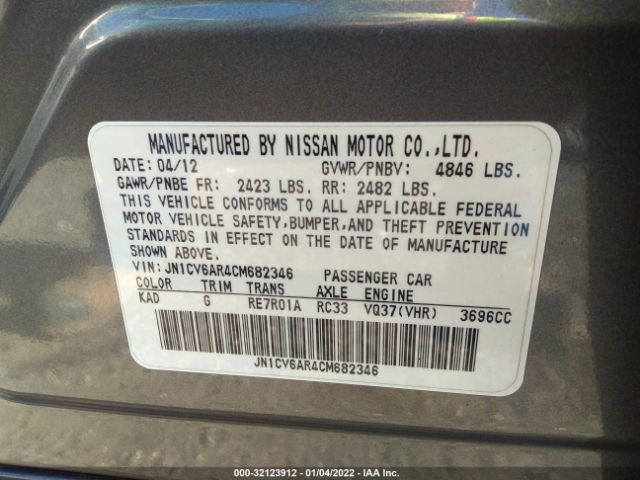 MANUFACTURED BY NISSAN MOTOR CO.,LTD.
DATE: 04/12 GVWR/PNBV: 4846 LBS.
GAWR/PNBE FR: 2423 LBS. RR: 2482 LBS.
THIS VEHICLE CONFORMS TO ALL APPLICABLE FEDERAL
MOTOR VEHICLE SAFETY,BUMPER,AND THEFT PREVENTION
STANDARDS IN EFFECT ON THE DATE OF MANUFACTURE
SHOWN ABOVE.
VIN: JN1CV6AR4CM682346 PASSENGER CAR
COLOR TRIM TRANS AXLE ENGINE
KAD G RE7R01A RC33 VQ37(VHR) 3696CC
JN1CV6AR4CM682346
000-32123912 - 01/04/2022 - IAA Inc.